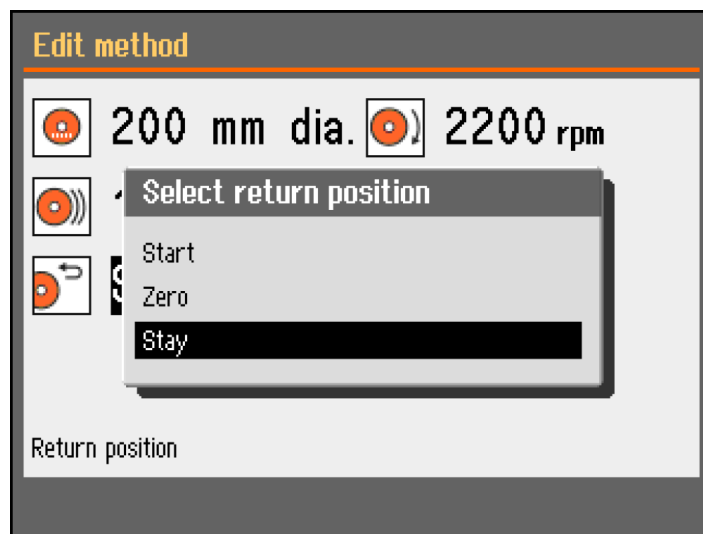 Edit method
200 mm dia. 2200 rpm
Select return position
Start
Zero
Stay
Return position